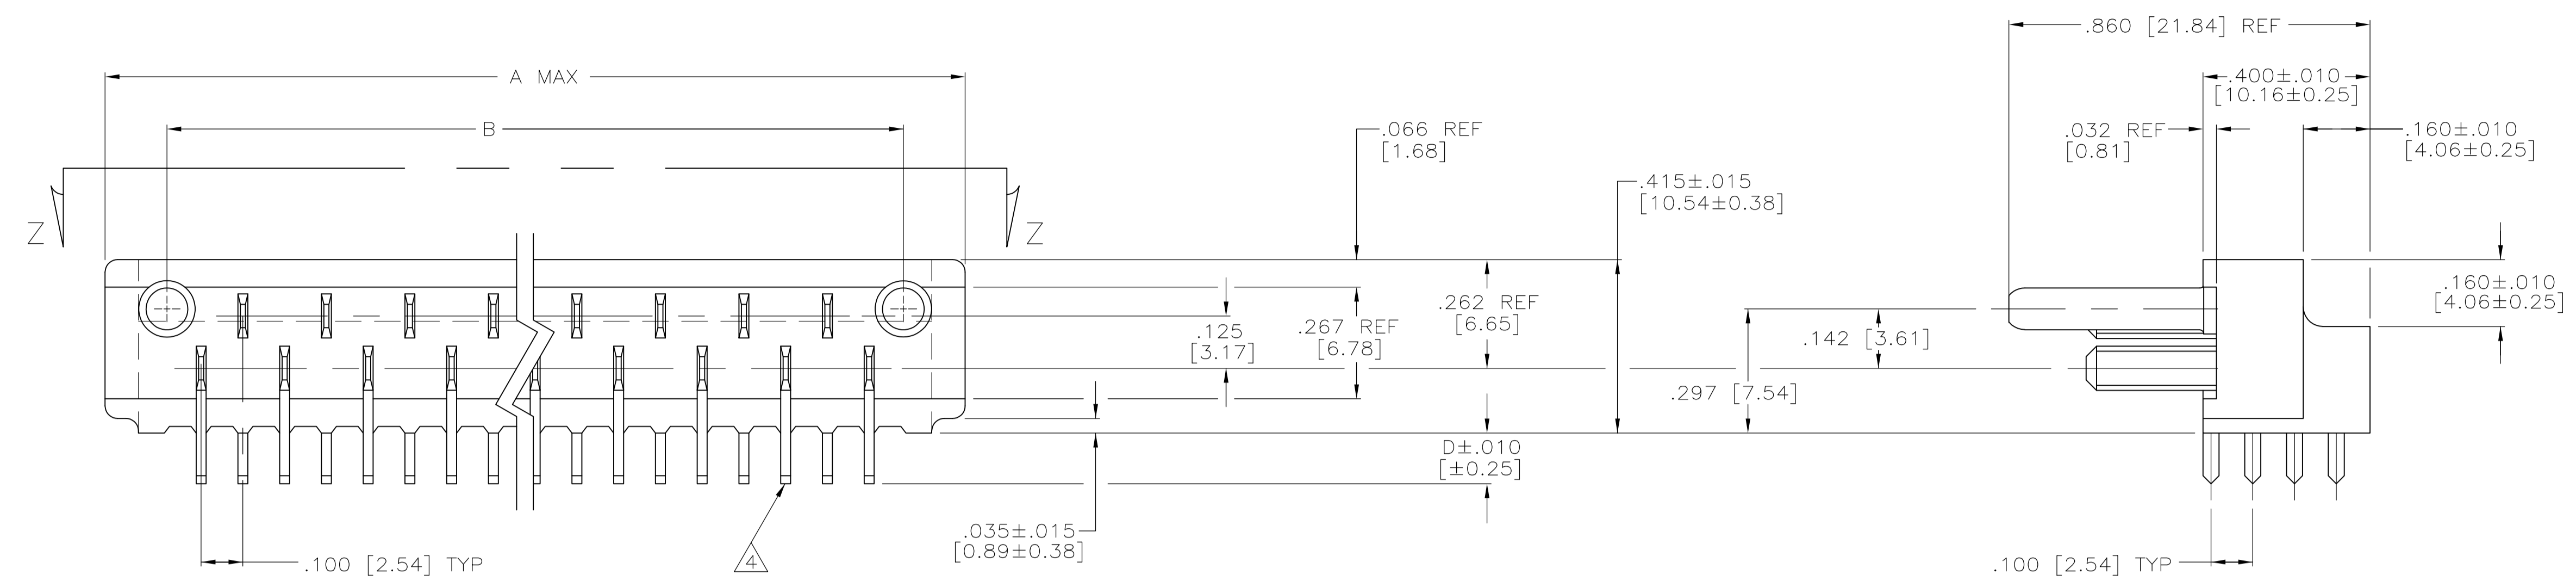 .860 [21.84] REF
A MAX
.400±.010
[10.16±0.25]
B
.066 REF
[1.68]
.032 REF
[0.81]
.160±.010
[4.06±0.25]
.415±.015
[10.54±0.38]
Z
Z
.262 REF
[6.65]
.160±.010
[4.06±0.25]
.125
[3.17]
.267 REF
[6.78]
.142 [3.61]
.297 [7.54]
D±.010
[±0.25]
.035±.015
[0.89±0.38]
4
.100 [2.54] TYP
.100 [2.54] TYP